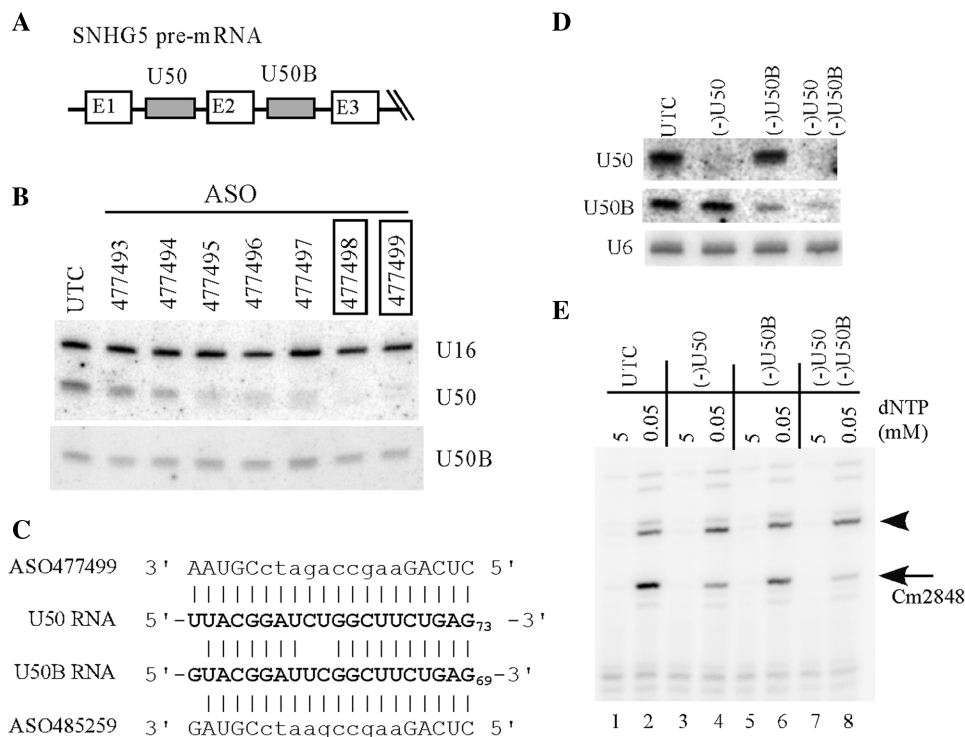 A
SNHG5 pre-mRNA
U50 U50B
E1 E2 E3
B
ASO
UTC 477493 477494 477495 477496 477497 477498 477499
U16
U50
U50B
C
ASO477499 3' AAUGCctagaccgaaGACUC 5'
U50 RNA 5'-UUACGGAUCUGGCUUCUGAG73 -3'
U50B RNA 5'-GUACGGAUUCGGCUUCUGAG69 -3'
ASO485259 3' GAUGCctaagccgaaGACUC 5'
D
UTC (-)U50 (-)U50B (-)U50 (-)U50B
U50
U50B
U6
E
UTC (-)U50 (-)U50B (-)U50 (-)U50B
5 0.05 5 0.05 5 0.05 5 0.05 dNTP (mM)
Cm2848
1 2 3 4 5 6 7 8